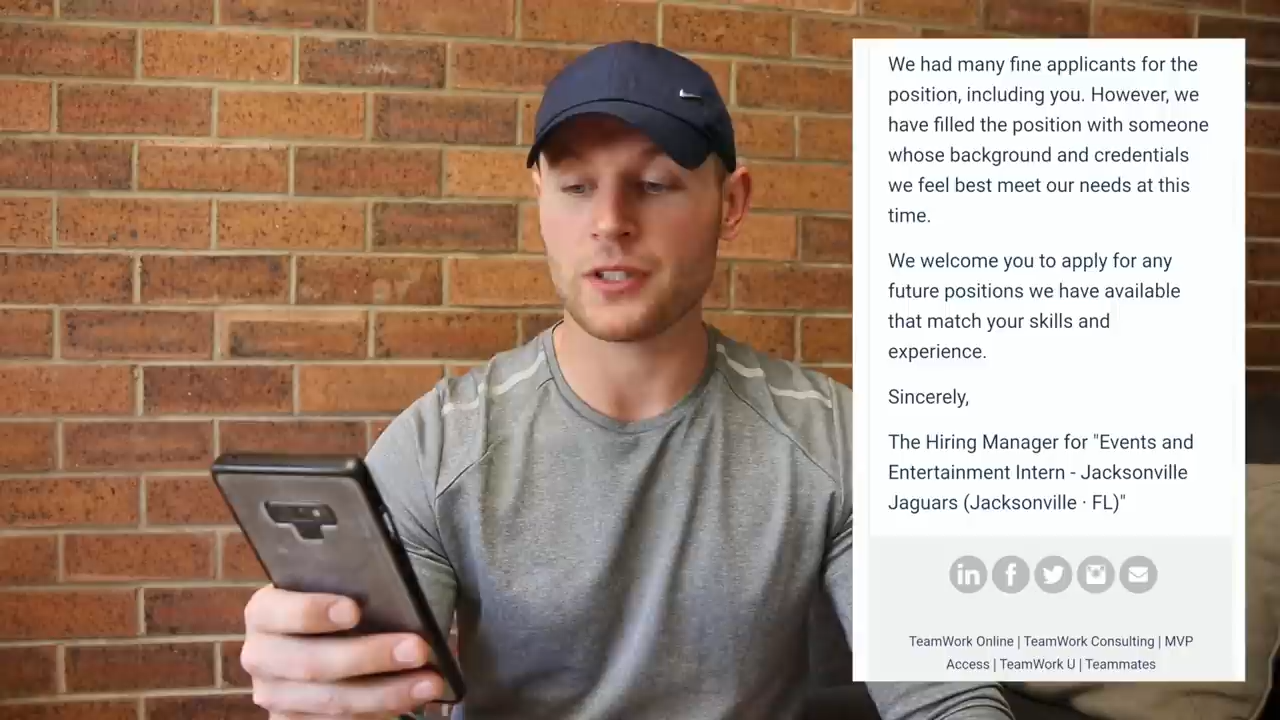 We had many fine applicants for the
position, including you. However, we
have filled the position with someone
whose background and credentials
we feel best meet our needs at this
time.
We welcome you to apply for any
future positions we have available
that match your skills and
experience.
Sincerely,
The Hiring Manager for "Events and
Entertainment Intern - Jacksonville
Jaguars (Jacksonville · FL)"
in f
TeamWork Online | TeamWork Consulting | MVP
Access | TeamWork U | Teammates